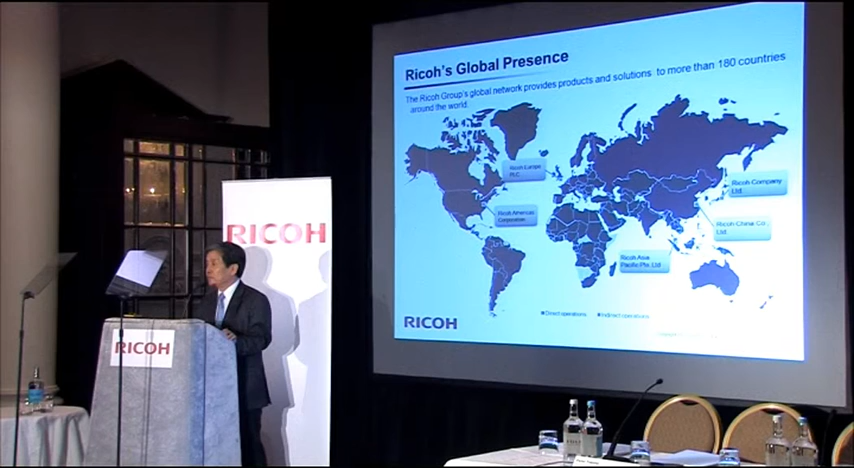 Ricoh's Global Presence
The Ricoh Group's global network provides products and solutions to more than 180 countries
around the world.
Ricoh Europe
PLC
Ricoh Company
Ltd.
Ricoh Americas
Corporation
Ricoh China Co.
Ltd.
Ricoh Asia
Pacific Pte. Ltd
Direct operations
Indirect operations
RICOH
RICOH
RICOH